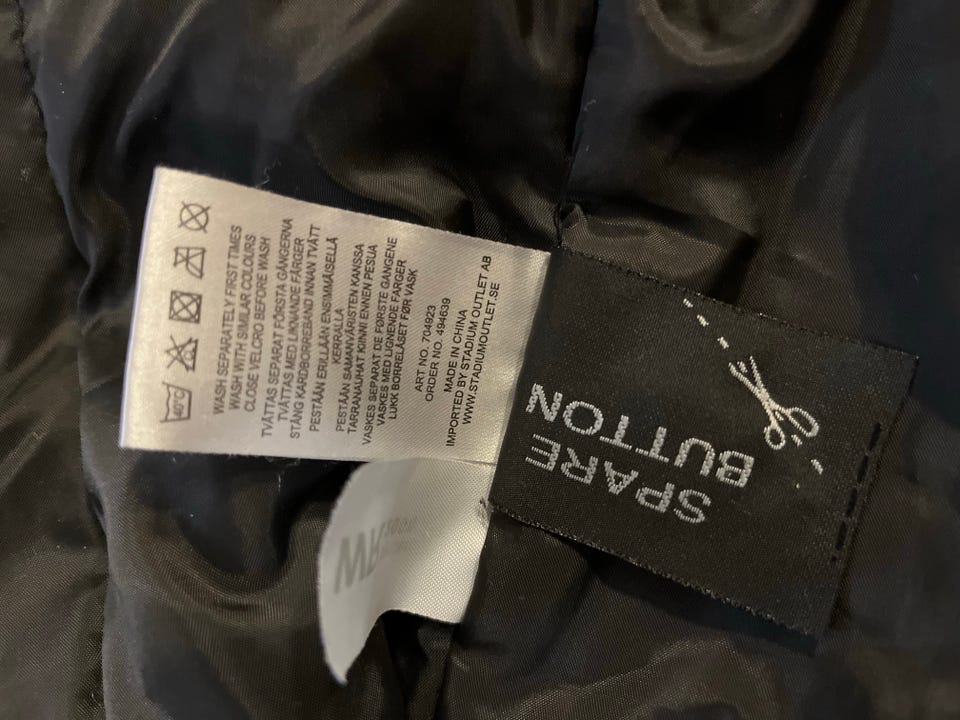 40°C
WASH SEPARATELY FIRST TIMES
WASH WITH SIMILAR COLOURS
CLOSE VELCRO BEFORE WASH
TVÄTTAS SEPARAT FÖRSTA GÅNGERNA
TVÄTTAS MED LIKNANDE FÄRGER
STÄNG KARDBORREBAND INNAN TVÄTT
PESTÄÄN ERILLÄÄN ENSIMMÄISELLÄ
KERRALLA
PESTÄÄN SAMANVÄRISTEN KANSSA
TARRANAUHAT KIINNI ENNEN PESUA
VASKES SEPARAT DE FØRSTE GANGENE
VASKES MED LIGNENDE FARGER
LUKK BORRELÅSET FØR VASK
ART NO. 704923
ORDER NO. 494639
MADE IN CHINA
IMPORTED BY STADIUM OUTLET AB
WWW.STADIUMOUTLET.SE
SPARE
BUTTON